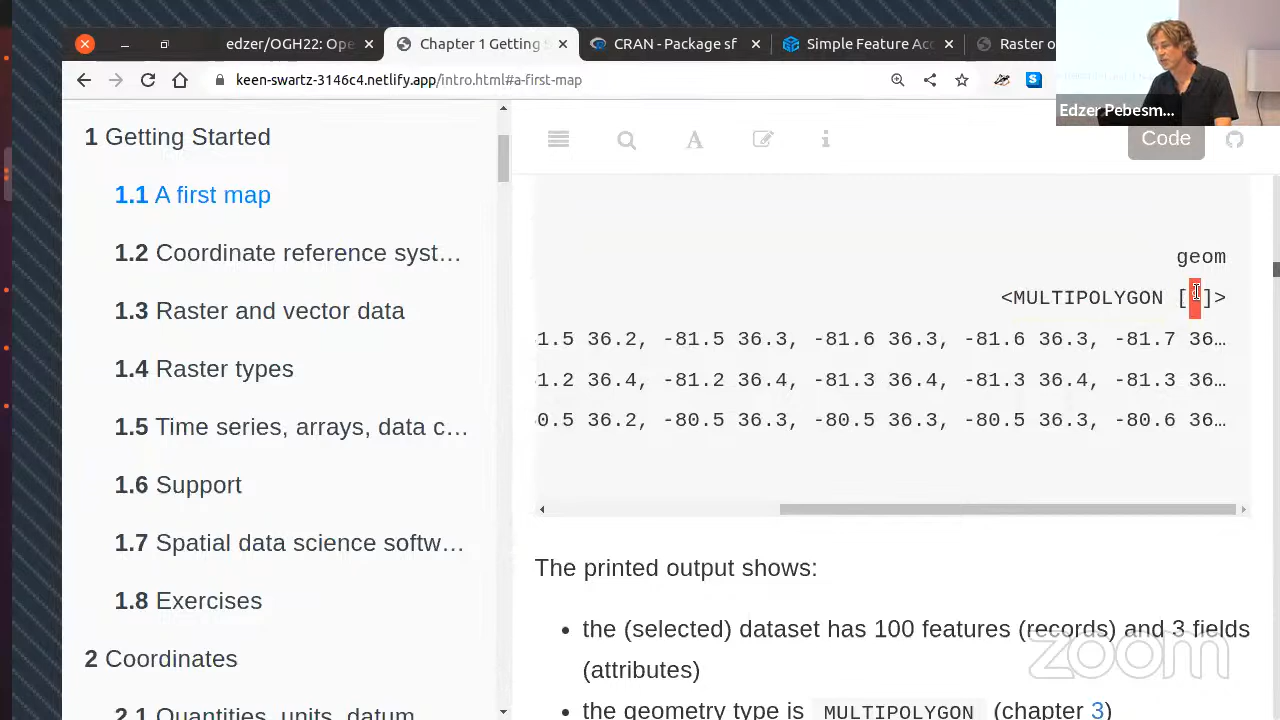 edzer/OGH22: Ope
Chapter 1 Getting S
CRAN - Package sf
Simple Feature Acc
Raster o
keen-swartz-3146c4.netlify.app/intro.html#a-first-map
Edzer Pebesm...
1 Getting Started
1.1 A first map
1.2 Coordinate reference syst…
1.3 Raster and vector data
1.4 Raster types
1.5 Time series, arrays, data c…
1.6 Support
1.7 Spatial data science softw…
1.8 Exercises
2 Coordinates
2.1 Quantities, units, datum
Code
geom
<MULTIPOLYGON [°]>
1.5 36.2, -81.5 36.3, -81.6 36.3, -81.6 36.3, -81.7 36…
1.2 36.4, -81.2 36.4, -81.3 36.4, -81.3 36.4, -81.3 36…
0.5 36.2, -80.5 36.3, -80.5 36.3, -80.5 36.3, -80.6 36…
The printed output shows:
• the (selected) dataset has 100 features (records) and 3 fields
(attributes)
• the geometry type is MULTIPOLYGON (chapter 3)
zoom